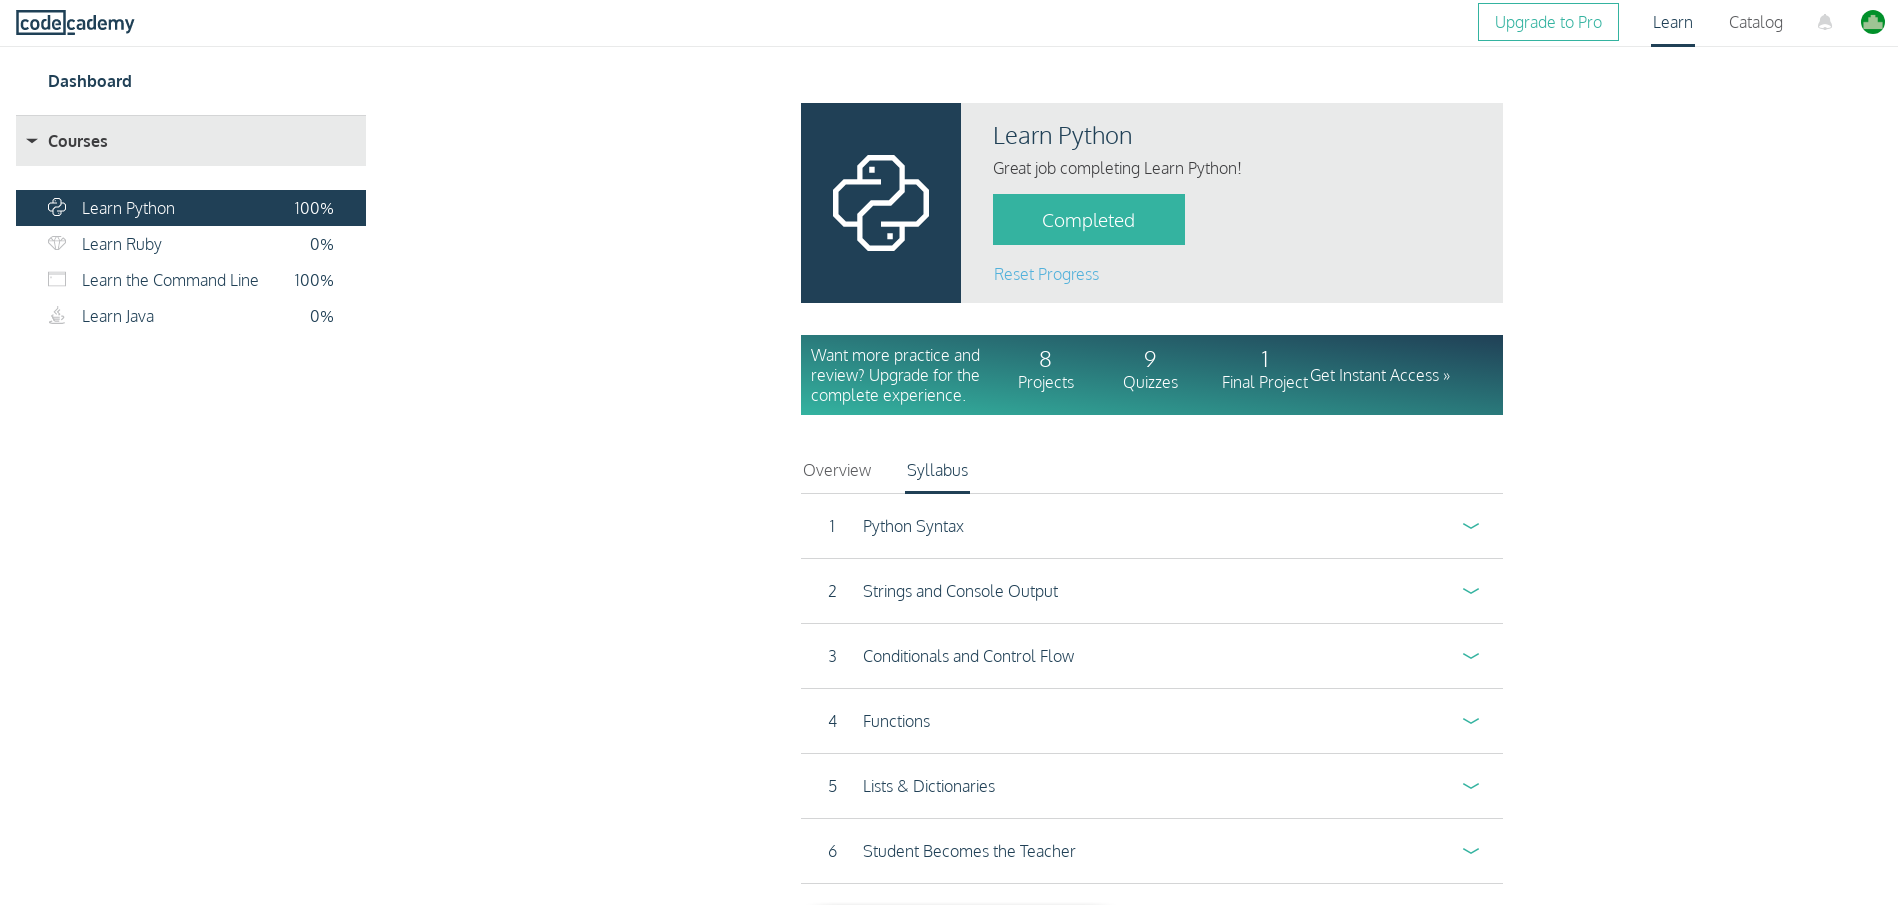 codecademy
Upgrade to Pro
Learn
Catalog
Dashboard
Courses
Learn Python 100%
Learn Ruby 0%
Learn the Command Line 100%
Learn Java 0%
Learn Python
Great job completing Learn Python!
Completed
Reset Progress
Want more practice and
review? Upgrade for the
complete experience.
8
Projects
9
Quizzes
1
Final Project
Get Instant Access »
Overview
Syllabus
1 Python Syntax
2 Strings and Console Output
3 Conditionals and Control Flow
4 Functions
5 Lists & Dictionaries
6 Student Becomes the Teacher